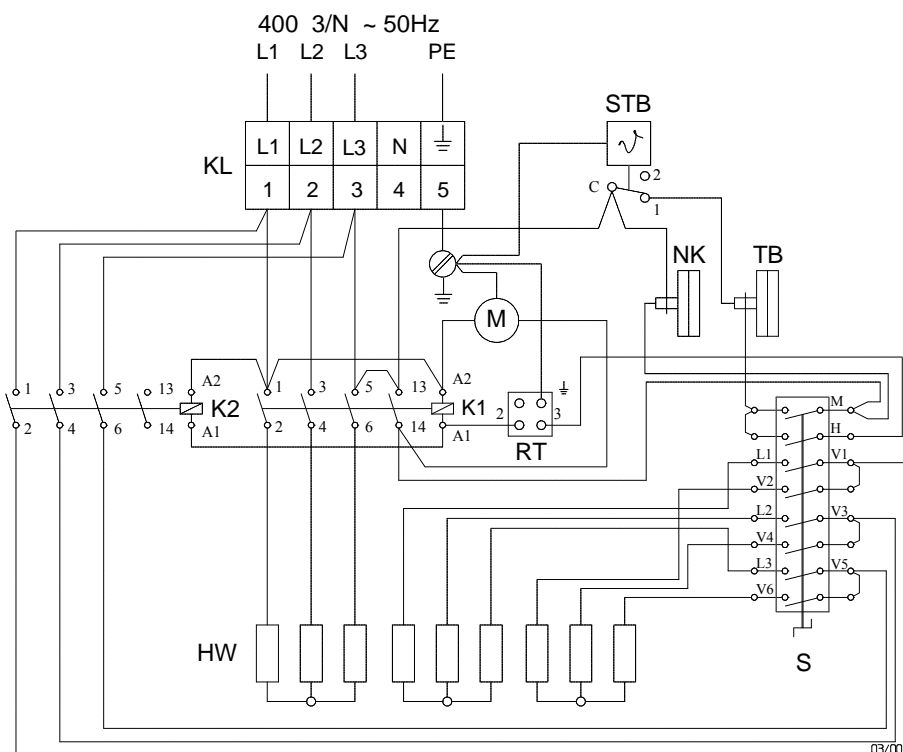 400 3/N ~ 50Hz
L1 L2 L3 PE
STB
KL
L1 L2 L3 N
1 2 3 4 5
C 2
1
NK TB
M
1 3 5 13 A2 1 3 5 13 A2
K2 K1
2 4 6 14 A1 2 4 6 14 A1
2 3
RT
M
H
L1 V1
V2
L2 V3
V4
L3 V5
V6
HW
S
03/00